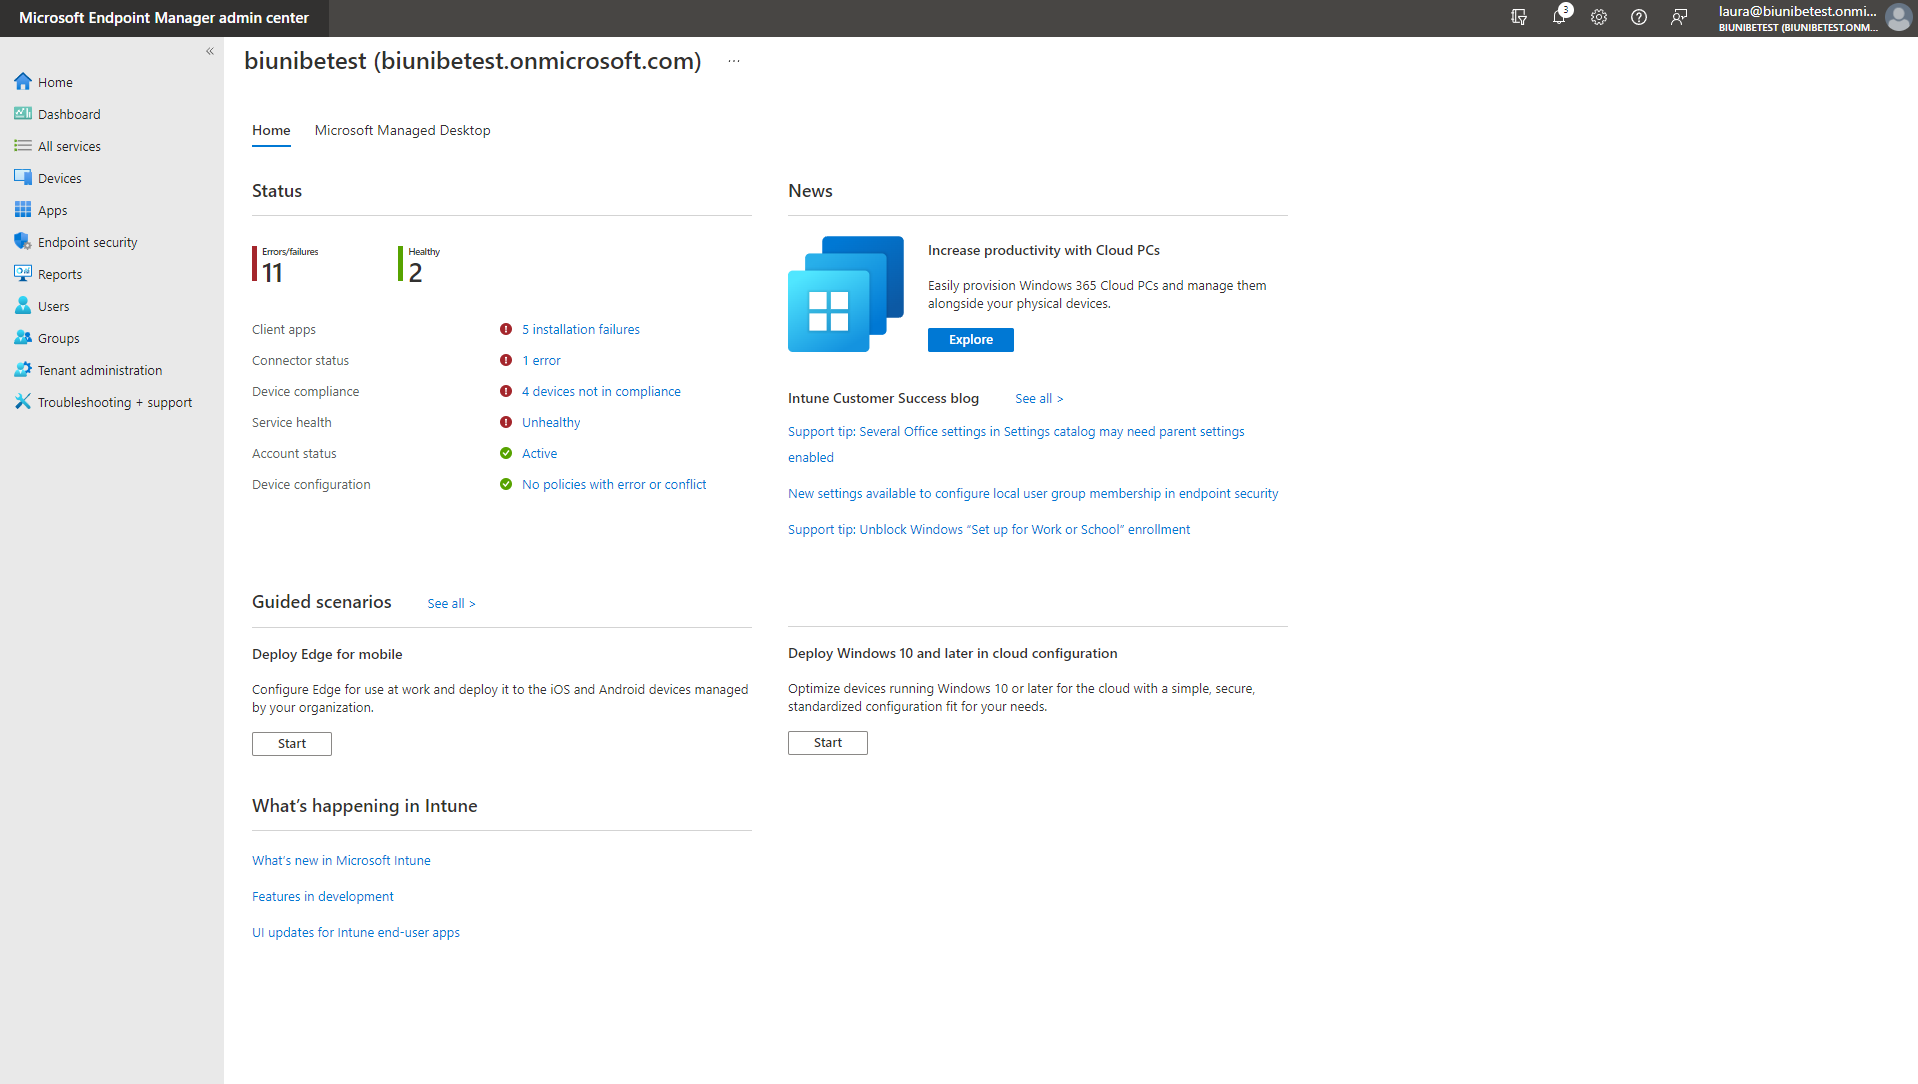 Microsoft Endpoint Manager admin center
3
laura@biunibetest.onmi...
BIUNIBETEST (BIUNIBETEST.ONM...
«
Home
Dashboard
All services
Devices
Apps
Endpoint security
Reports
Users
Groups
Tenant administration
Troubleshooting + support
biunibetest (biunibetest.onmicrosoft.com)
...
Home
Microsoft Managed Desktop
Status
Errors/failures
11
Healthy
2
Client apps
5 installation failures
Connector status
1 error
Device compliance
4 devices not in compliance
Service health
Unhealthy
Account status
Active
Device configuration
No policies with error or conflict
News
Increase productivity with Cloud PCs
Easily provision Windows 365 Cloud PCs and manage them
alongside your physical devices.
Explore
Intune Customer Success blog
See all >
Support tip: Several Office settings in Settings catalog may need parent settings
enabled
New settings available to configure local user group membership in endpoint security
Support tip: Unblock Windows “Set up for Work or School” enrollment
Guided scenarios
See all >
Deploy Edge for mobile
Configure Edge for use at work and deploy it to the iOS and Android devices managed
by your organization.
Start
Deploy Windows 10 and later in cloud configuration
Optimize devices running Windows 10 or later for the cloud with a simple, secure,
standardized configuration fit for your needs.
Start
What’s happening in Intune
What’s new in Microsoft Intune
Features in development
UI updates for Intune end-user apps